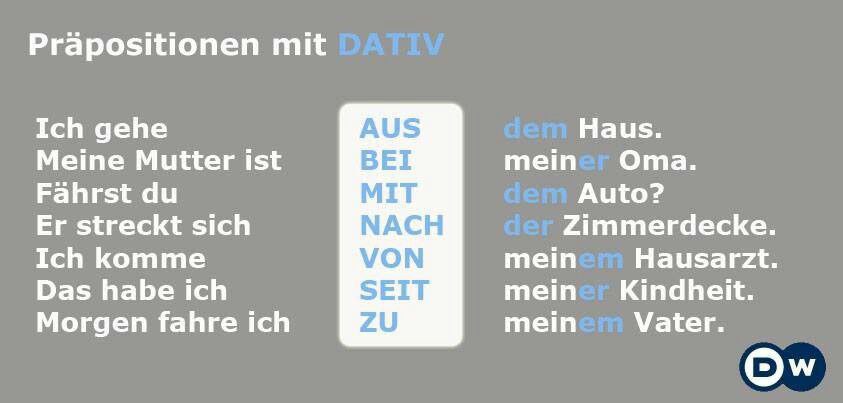 Präpositionen mit DATIV
Ich gehe AUS dem Haus.
Meine Mutter ist BEI meiner Oma.
Fährst du MIT dem Auto?
Er streckt sich NACH der Zimmerdecke.
Ich komme VON meinem Hausarzt.
Das habe ich SEIT meiner Kindheit.
Morgen fahre ich ZU meinem Vater.
DW